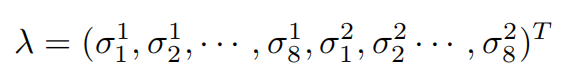 λ = (σ₁¹, σ₂¹, ⋯ , σ₈¹, σ₁², σ₂² ⋯ , σ₈²)ᵀ